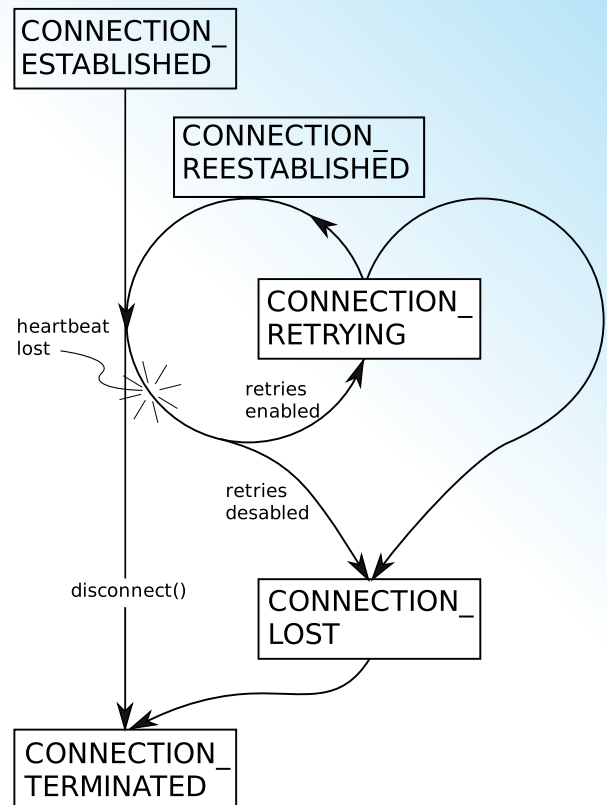 CONNECTION_
ESTABLISHED
CONNECTION_
REESTABLISHED
CONNECTION_
RETRYING
heartbeat
lost
retries
enabled
retries
desabled
disconnect()
CONNECTION_
LOST
CONNECTION_
TERMINATED